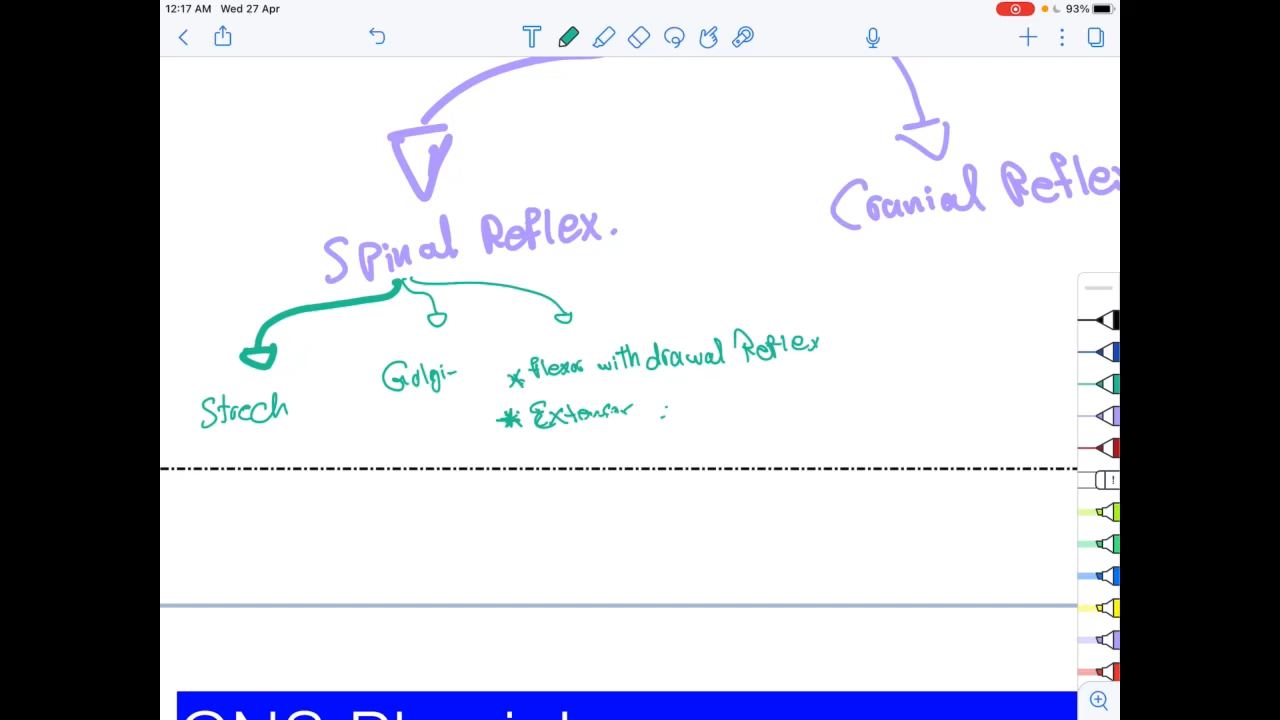 12:17 AM Wed 27 Apr
93%
Spinal Reflex.
Cranial Reflex
Strech
Golgi-
* flexor withdrawal Reflex
* Extensor